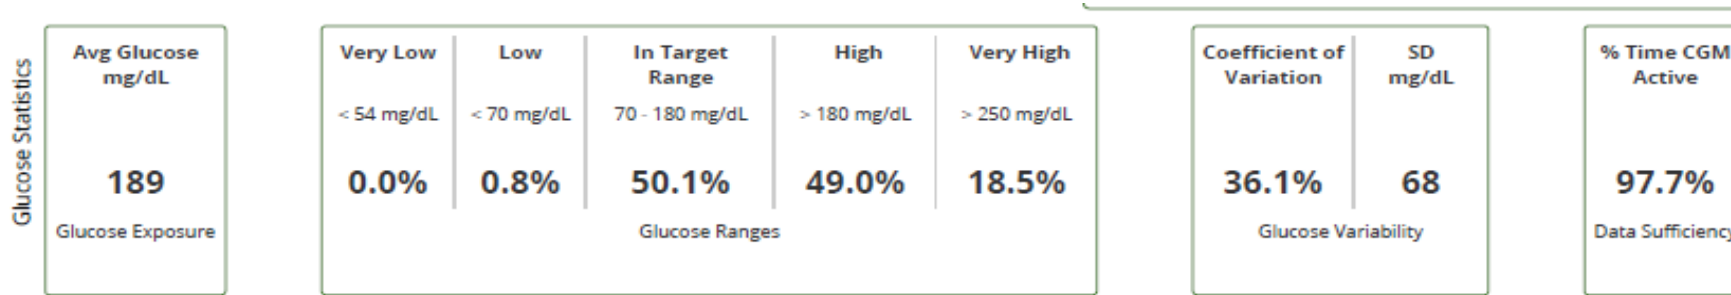 Glucose Statistics
Avg Glucose
mg/dL
189
Glucose Exposure
Very Low
< 54 mg/dL
0.0%
Low
< 70 mg/dL
0.8%
In Target
Range
70 - 180 mg/dL
50.1%
High
> 180 mg/dL
49.0%
Very High
> 250 mg/dL
18.5%
Glucose Ranges
Coefficient of
Variation
36.1%
SD
mg/dL
68
Glucose Variability
% Time CGM
Active
97.7%
Data Sufficiency